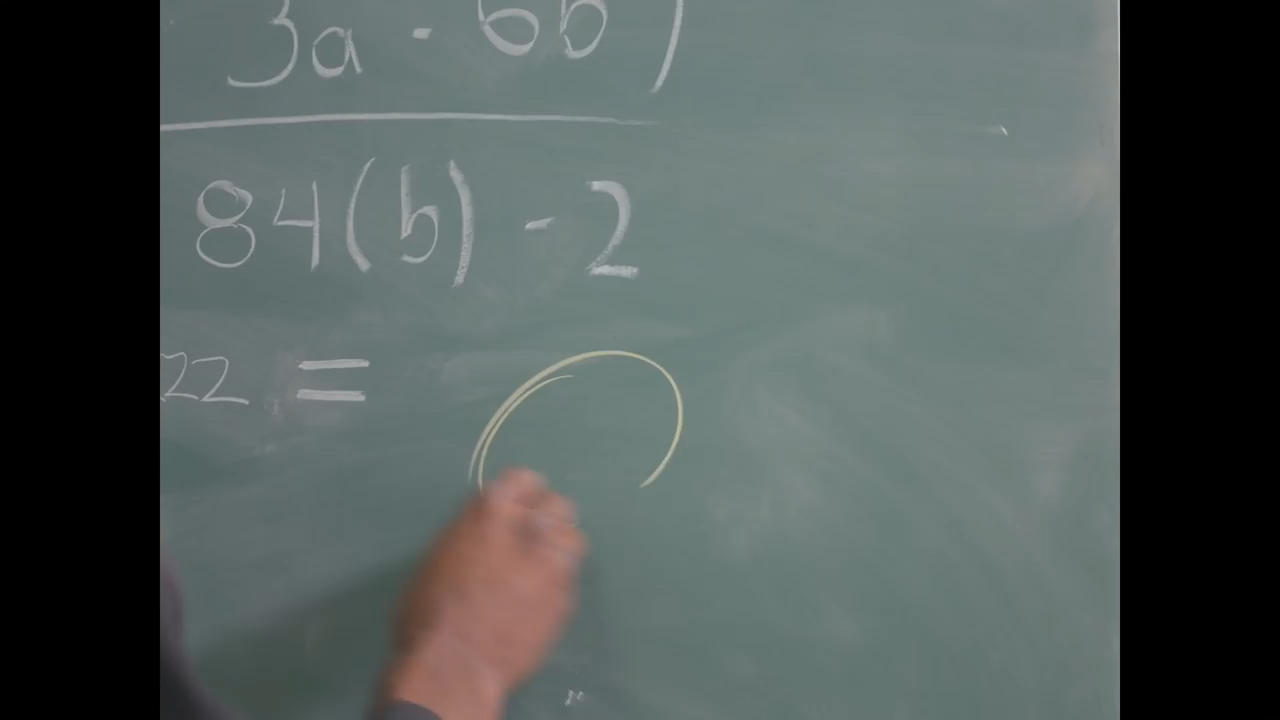 3a - 6b)
84(b) - 2
22 =